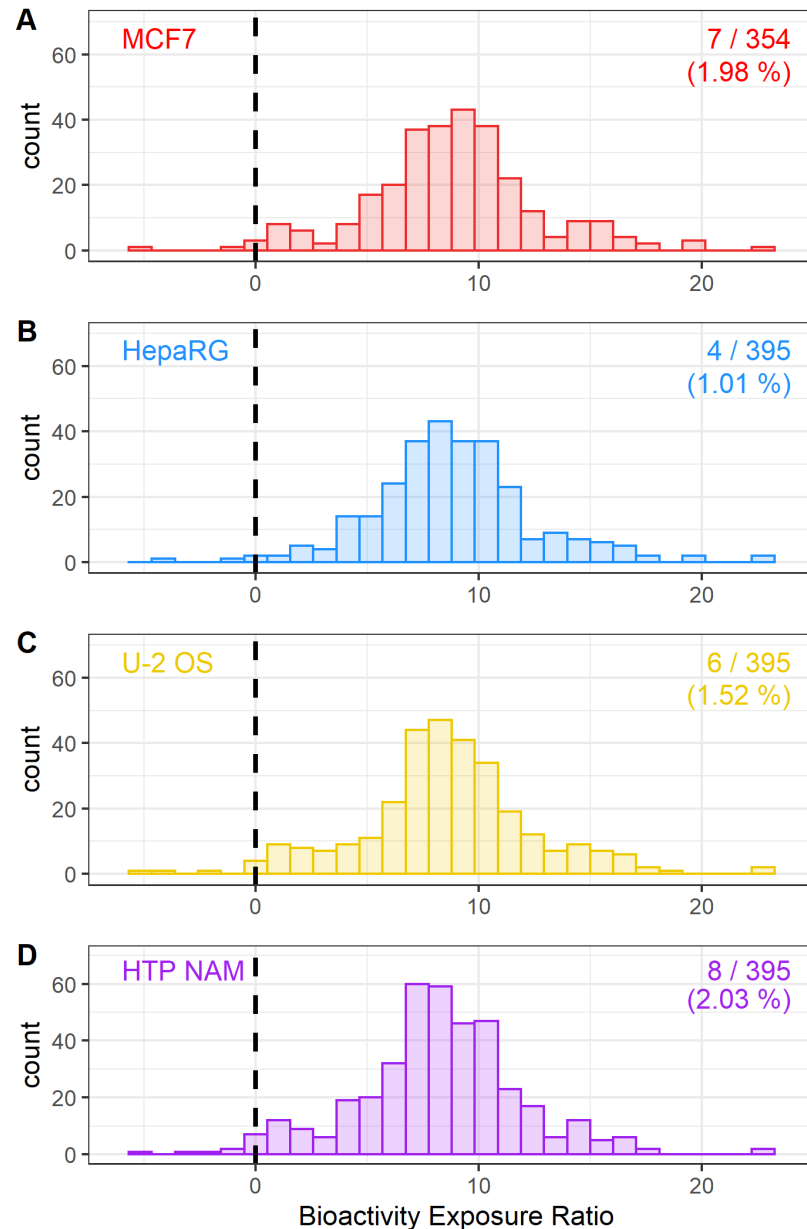 A
MCF7
7 / 354
(1.98 %)
count
60
40
20
0
0
10
20
B
HepaRG
4 / 395
(1.01 %)
count
60
40
20
0
0
10
20
C
U-2 OS
6 / 395
(1.52 %)
count
60
40
20
0
0
10
20
D
HTP NAM
8 / 395
(2.03 %)
count
60
40
20
0
0
10
20
Bioactivity Exposure Ratio